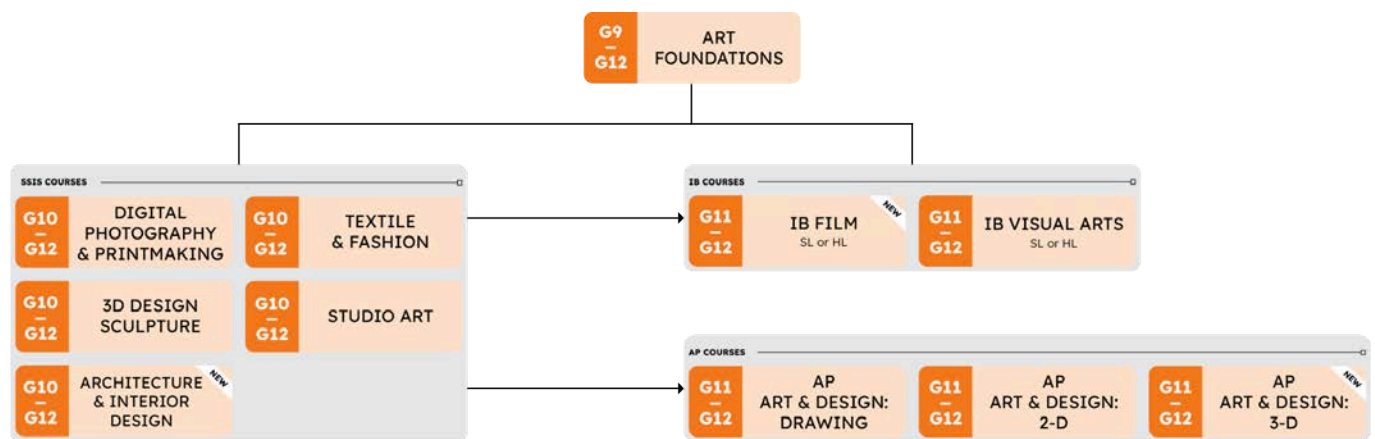 G9
—
G12
ART
FOUNDATIONS
SSIS COURSES
G10
—
G12
DIGITAL
PHOTOGRAPHY
& PRINTMAKING
G10
—
G12
TEXTILE
& FASHION
G10
—
G12
3D DESIGN
SCULPTURE
G10
—
G12
STUDIO ART
G10
—
G12
ARCHITECTURE
& INTERIOR
DESIGN
NEW
IB COURSES
G11
—
G12
IB FILM
SL or HL
NEW
G11
—
G12
IB VISUAL ARTS
SL or HL
AP COURSES
G11
—
G12
AP
ART & DESIGN:
DRAWING
G11
—
G12
AP
ART & DESIGN:
2-D
G11
—
G12
AP
ART & DESIGN:
3-D
NEW